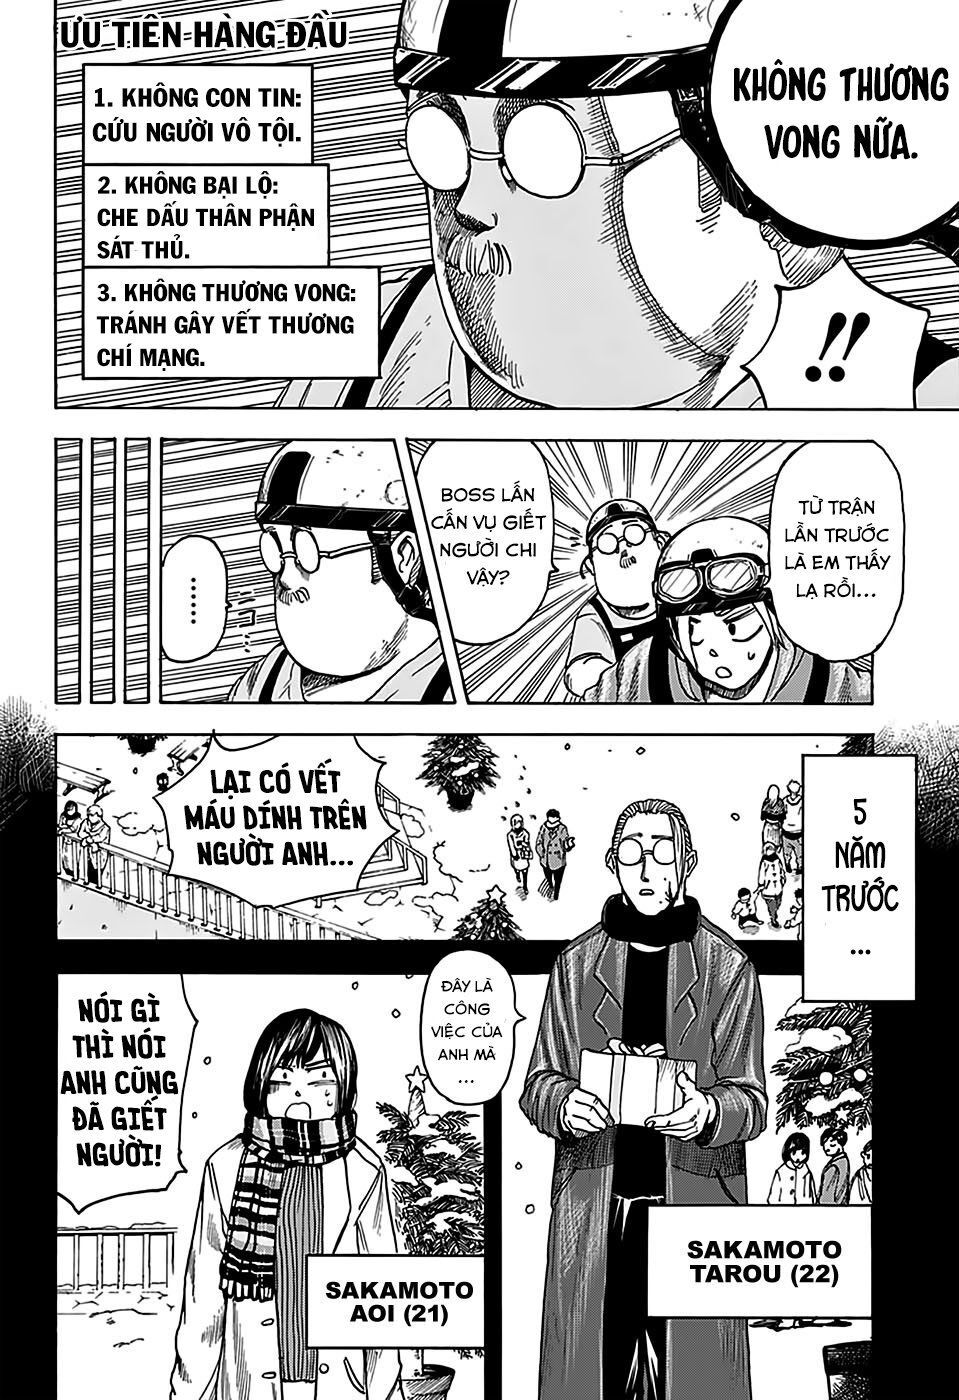 KHÔNG THƯƠNG
VONG NỮA.
ƯU TIÊN HÀNG ĐẦU
1. KHÔNG CON TIN:
CỨU NGƯỜI VÔ TỘI.
2. KHÔNG BẠI LỘ:
CHE DẤU THÂN PHẬN
SÁT THỦ.
3. KHÔNG THƯƠNG VONG:
TRÁNH GÂY VẾT THƯƠNG
CHÍ MẠNG.
!!
TỪ TRẬN
LẦN TRƯỚC
LÀ EM THẤY
LẠ RỒI...
BOSS LẤN
CẤN VỤ GIẾT
NGƯỜI CHI
VẬY?
......
5
NĂM
TRƯỚC
...
LẠI CÓ VẾT
MÁU DÍNH TRÊN
NGƯỜI ANH...
ĐÂY LÀ
CÔNG
VIỆC CỦA
ANH MÀ
...
SAKAMOTO
TAROU (22)
NÓI GÌ
THÌ NÓI
ANH CŨNG
ĐÃ GIẾT
NGƯỜI!
SAKAMOTO
AOI (21)